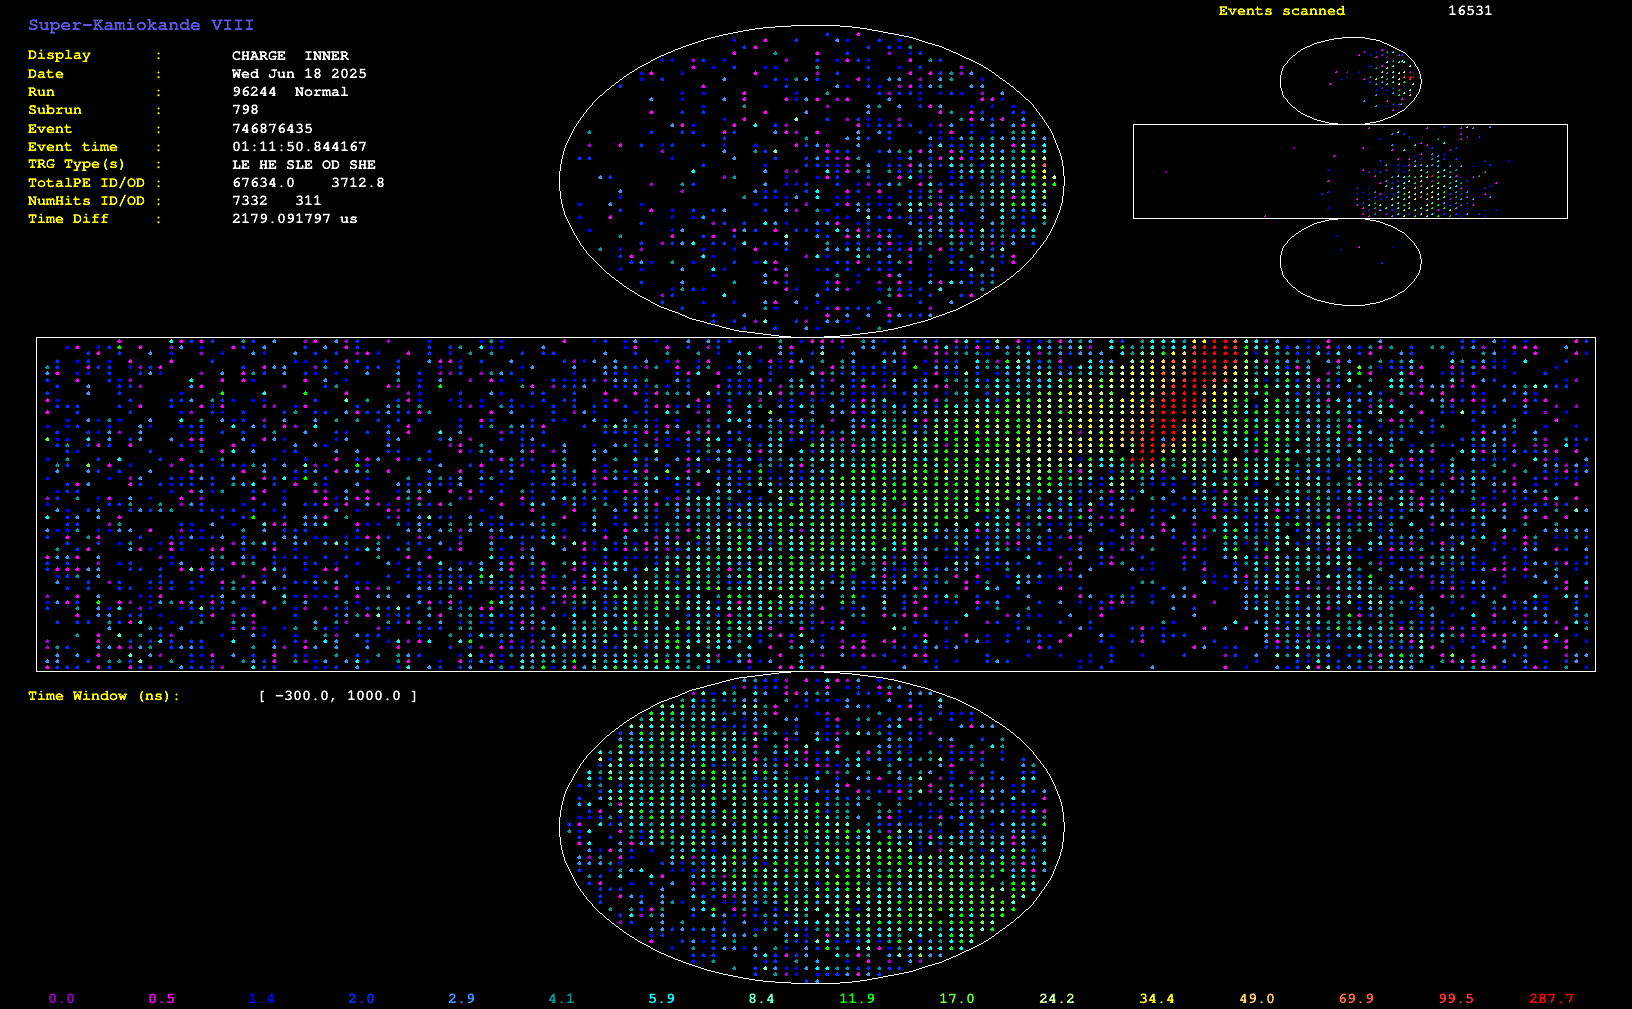 Super-Kamiokande VIII
Events scanned 16531
Display : CHARGE INNER
Date : Wed Jun 18 2025
Run : 96244 Normal
Subrun : 798
Event : 746876435
Event time : 01:11:50.844167
TRG Type(s) : LE HE SLE OD SHE
TotalPE ID/OD : 67634.0 3712.8
NumHits ID/OD : 7332 311
Time Diff : 2179.091797 us
Time Window (ns): [ -300.0, 1000.0 ]
0.0 0.5 1.4 2.0 2.9 4.1 5.9 8.4 11.9 17.0 24.2 34.4 49.0 69.9 99.5 287.7